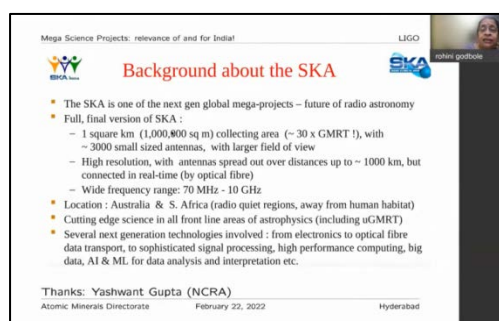 Mega Science Projects: relevance of and for India!
LIGO
rohini godbole
SKA India
SKA
Background about the SKA
The SKA is one of the next gen global mega-projects – future of radio astronomy
Full, final version of SKA :
– 1 square km (1,000,000 sq m) collecting area (~ 30 x GMRT !), with
~ 3000 small sized antennas, with larger field of view
– High resolution, with antennas spread out over distances up to ~ 1000 km, but
connected in real-time (by optical fibre)
– Wide frequency range: 70 MHz - 10 GHz
Location : Australia & S. Africa (radio quiet regions, away from human habitat)
Cutting edge science in all front line areas of astrophysics (including uGMRT)
Several next generation technologies involved : from electronics to optical fibre
data transport, to sophisticated signal processing, high performance computing, big
data, AI & ML for data analysis and interpretation etc.
Thanks: Yashwant Gupta (NCRA)
Atomic Minerals Directorate
February 22, 2022
Hyderabad